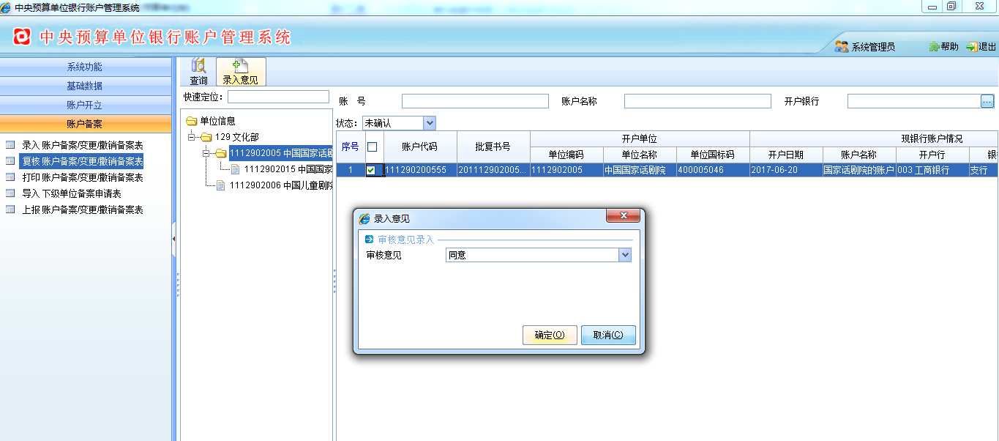 中央预算单位银行账户管理系统
中央预算单位银行账户管理系统
系统管理员 帮助 退出
系统功能
基础数据
账户开立
账户备案
录入 账户备案/变更/撤销备案表
复核 账户备案/变更/撤销备案表
打印 账户备案/变更/撤销备案表
导入 下级单位备案申请表
上报 账户备案/变更/撤销备案表
查询 录入意见
快速定位：
单位信息
129 文化部
1112902005 中国国家话剧
1112902015 中国国家
1112902006 中国儿童剧院
账 号 账户名称 开户银行 ...
状态： 未确认
序号 账户代码 批复书号 开户单位 现银行账户情况
单位编码 单位名称 单位国标码 开户日期 账户名称 开户行 银
1 111290200555 2011112902005... 1112902005 中国国家话剧院 400005046 2017-06-20 国家话剧院的账户 003 工商银行 支行
录入意见
审核意见录入
审核意见 同意
确定(O) 取消(C)